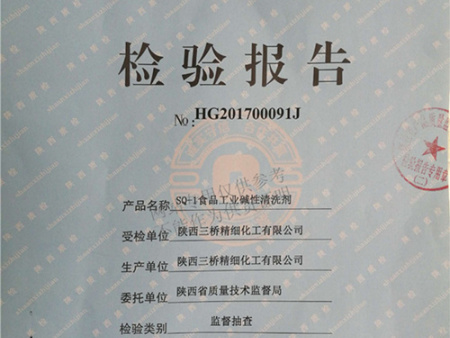 检验报告
№:HG201700091J
产品名称 SQ-1食品工业碱性清洗剂
受检单位 陕西三桥精细化工有限公司
生产单位 陕西三桥精细化工有限公司
委托单位 陕西省质量技术监督局
检验类别 监督抽查